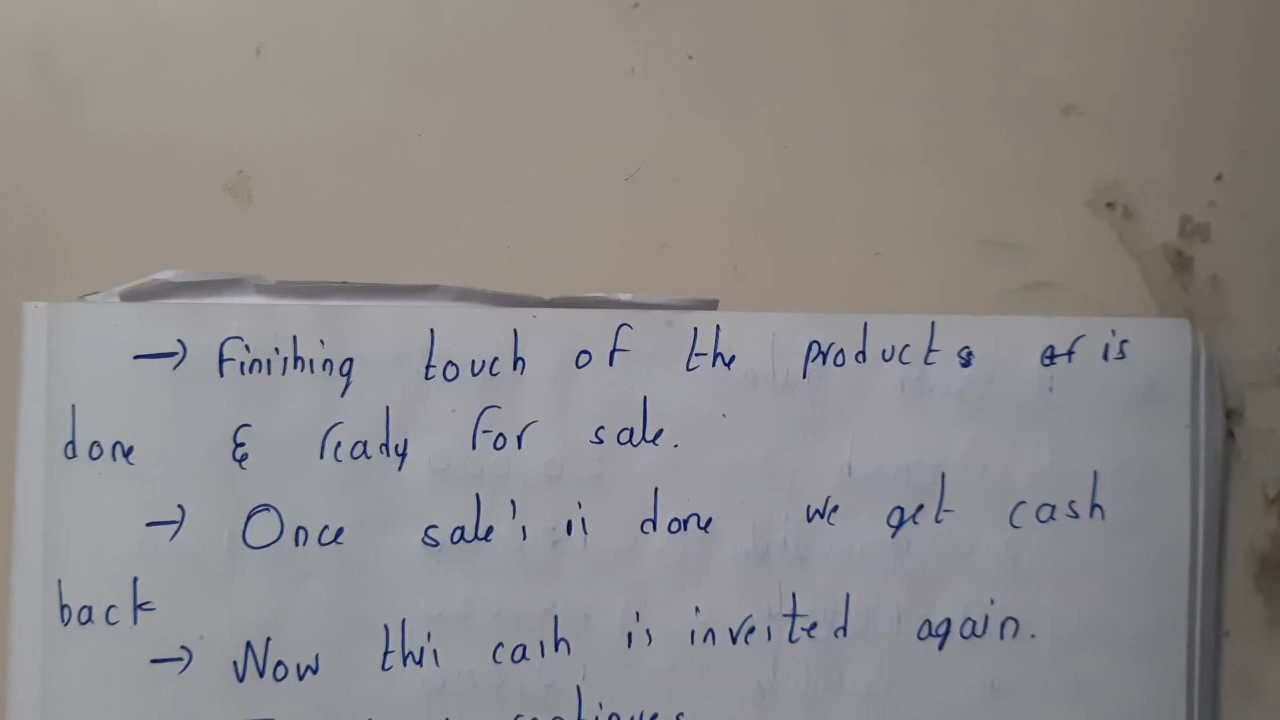 → Finishing touch of the products of is
done & ready for sale.
→ Once sale's is done we get cash
back
→ Now this cash is invested again.
continues